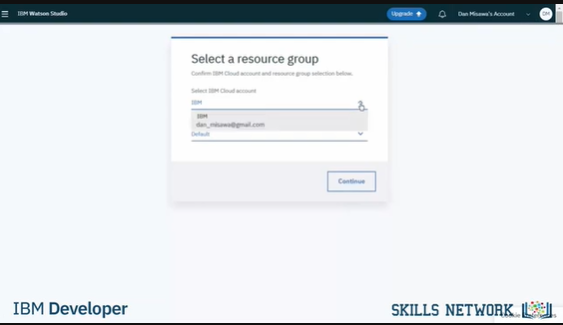 IBM Watson Studio
Upgrade
Dan Misawa's Account
DM
Select a resource group
Confirm IBM Cloud account and resource group selection below.
Select IBM Cloud account
IBM
IBM
dan_misawa@gmail.com
Default
Continue
IBM Developer
SKILLS NETWORK